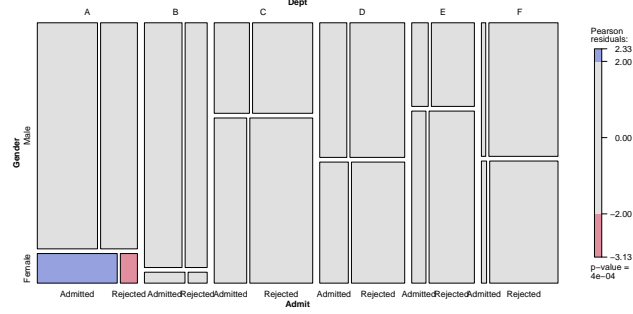 Dept
A B C D E F
Pearson
residuals:
2.33
2.00
0.00
−2.00
−3.13
p−value =
4e−04
Gender
Male
Female
Admitted Rejected Admitted Rejected Admitted Rejected Admitted Rejected Admitted Rejected Admitted Rejected
Admit